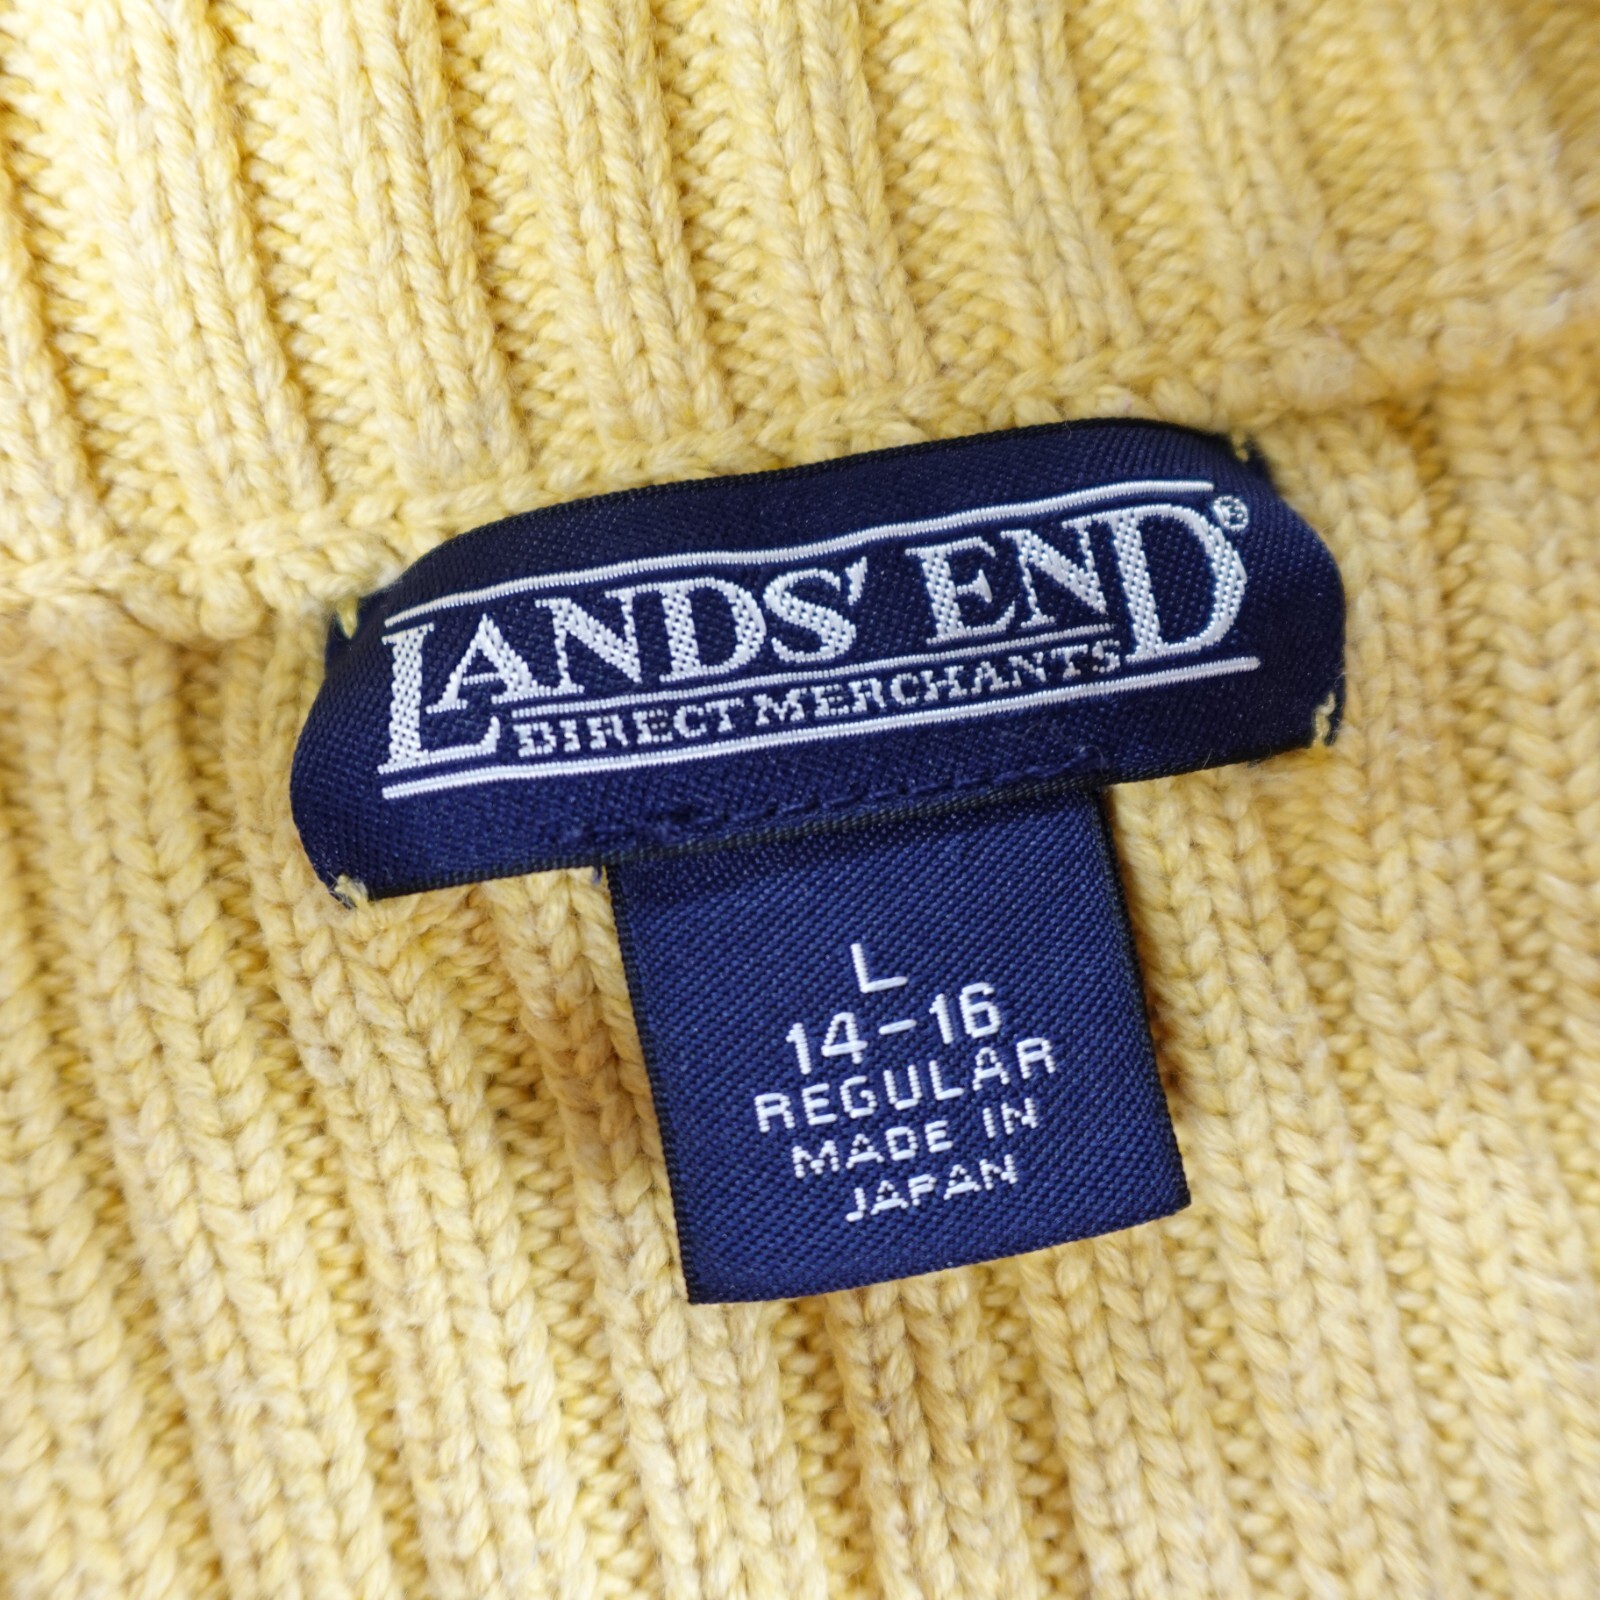 LANDS' END®
DIRECT MERCHANTS
L
14-16
REGULAR
MADE IN
JAPAN